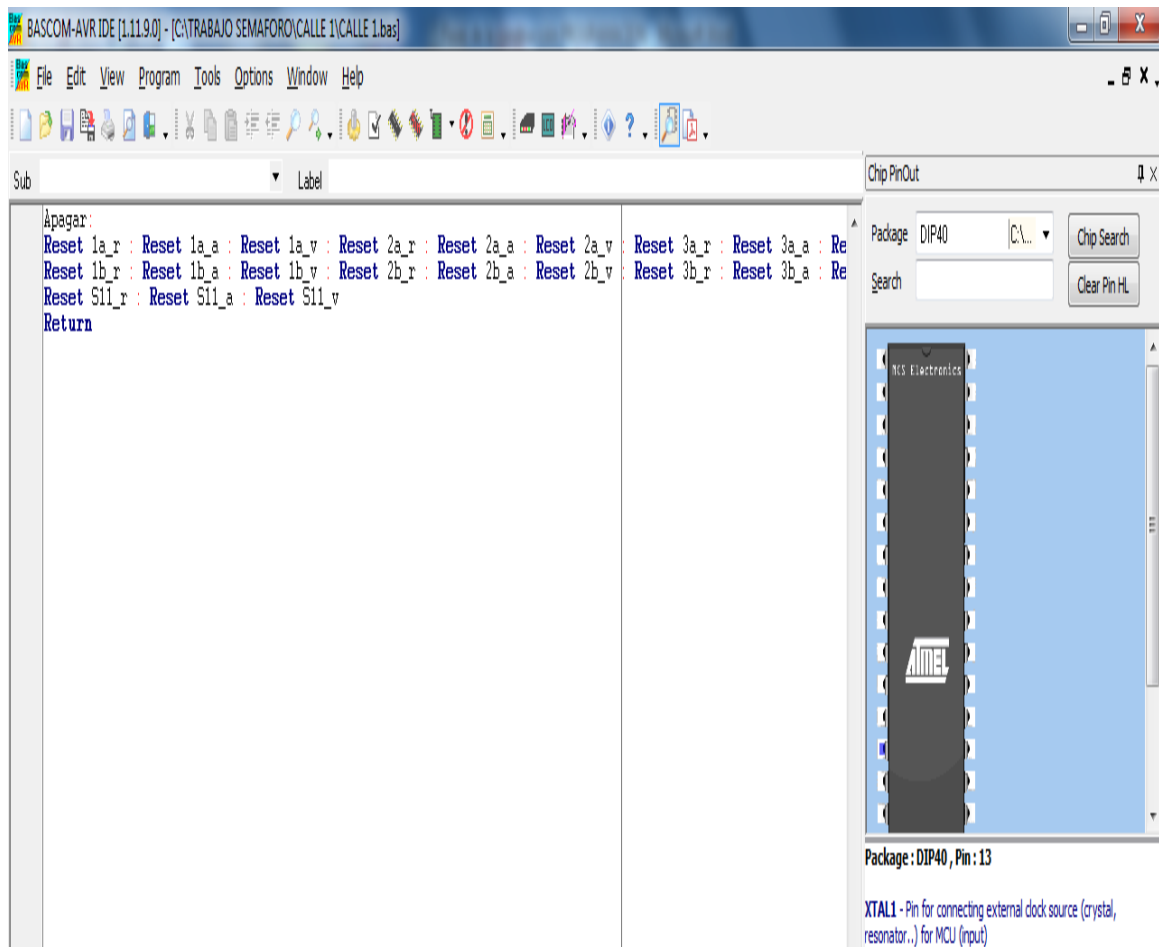 BASCOM-AVR IDE [1.11.9.0] - [C:\TRABAJO SEMAFORO\CALLE 1\CALLE 1.bas]
File Edit View Program Tools Options Window Help
Sub Label
Chip PinOut
Package DIP40 C:\... Chip Search
Search Clear Pin HL
Apagar:
Reset 1a_r : Reset 1a_a : Reset 1a_v : Reset 2a_r : Reset 2a_a : Reset 2a_v : Reset 3a_r : Reset 3a_a : Re
Reset 1b_r : Reset 1b_a : Reset 1b_v : Reset 2b_r : Reset 2b_a : Reset 2b_v : Reset 3b_r : Reset 3b_a : Re
Reset S11_r : Reset S11_a : Reset S11_v
Return
MCS Electronics
ATMEL
Package : DIP40 , Pin : 13
XTAL1 - Pin for connecting external clock source (crystal,
resonator..) for MCU (input)